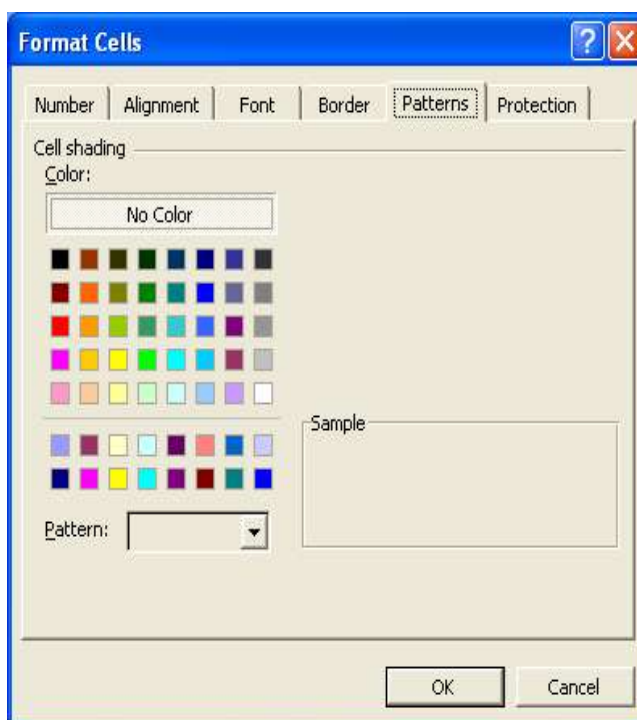 Format Cells
Number Alignment Font Border Patterns Protection
Cell shading
Color:
No Color
Sample
Pattern:
OK Cancel